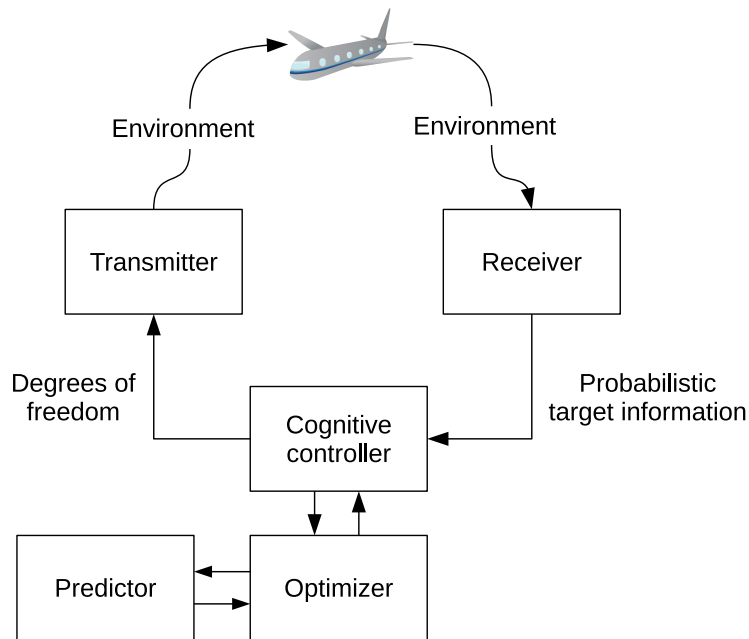 Environment
Environment
Transmitter
Receiver
Degrees of
freedom
Probabilistic
target information
Cognitive
controller
Predictor
Optimizer